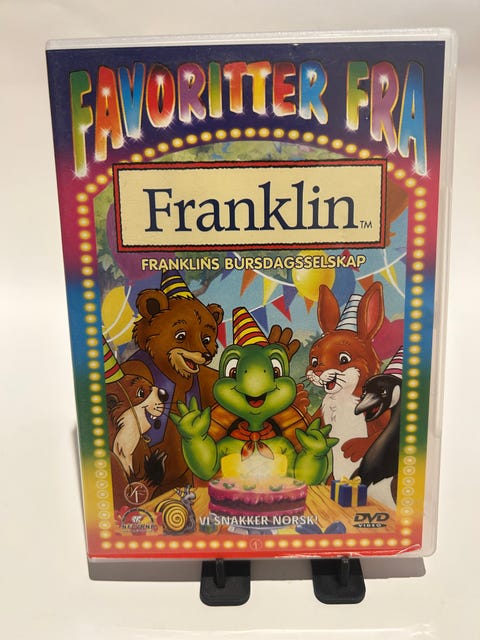 FAVORITTER FRA
Franklin™
FRANKLINS BURSDAGSSELSKAP
VI SNAKKER NORSK!
DVD
VIDEO